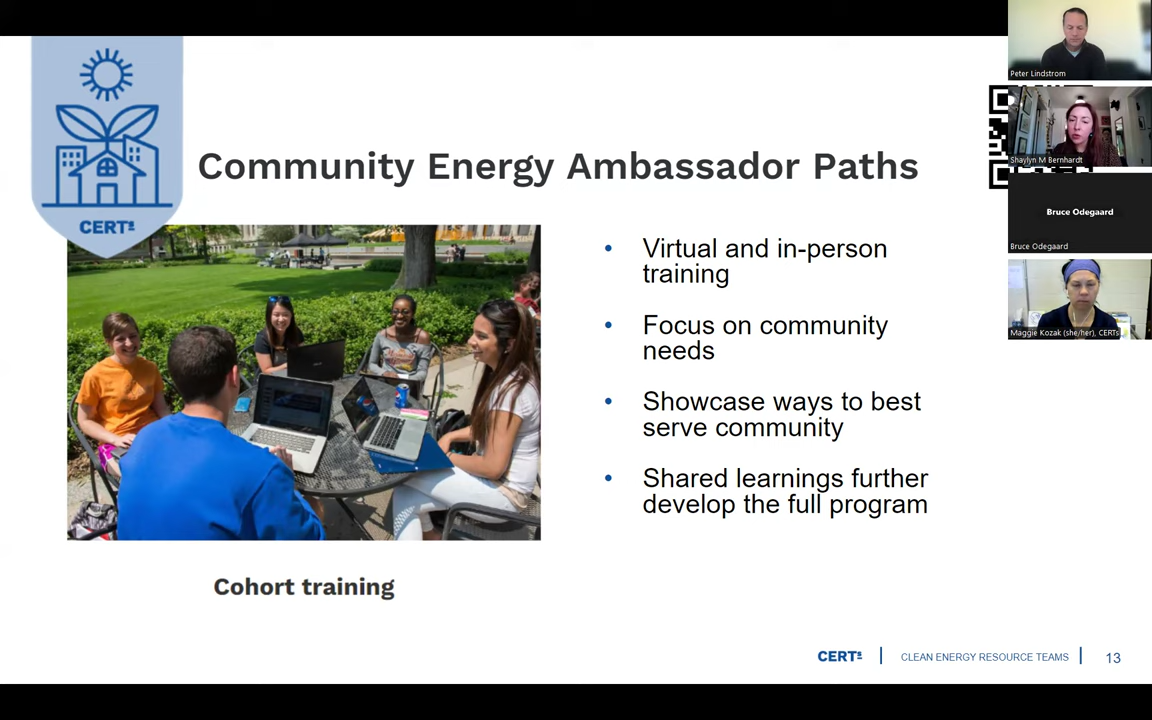 Community Energy Ambassador Paths
CERTs
• Virtual and in-person
training
• Focus on community
needs
• Showcase ways to best
serve community
• Shared learnings further
develop the full program
Cohort training
CERTs | CLEAN ENERGY RESOURCE TEAMS | 13
Peter Lindstrom
Shaylyn M Bernhardt
Bruce Odegaard
Bruce Odegaard
Maggie Kozak (she/her), CERTs